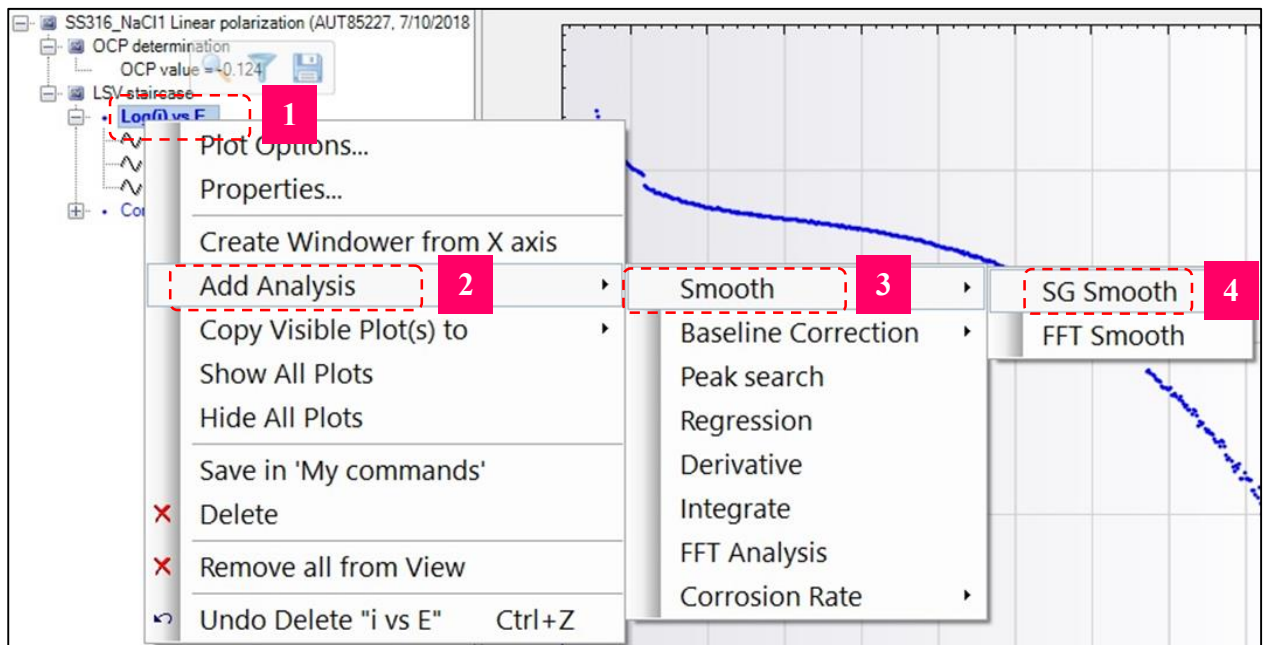 SS316_NaCl1 Linear polarization (AUT85227, 7/10/2018
OCP determination
OCP value = -0.124
LSV staircase
Log(i) vs E
1
Plot Options...
Properties...
Create Windower from X axis
Add Analysis
2
Copy Visible Plot(s) to
Show All Plots
Hide All Plots
Save in 'My commands'
Delete
Remove all from View
Undo Delete "i vs E" Ctrl+Z
Smooth
3
Baseline Correction
Peak search
Regression
Derivative
Integrate
FFT Analysis
Corrosion Rate
SG Smooth
4
FFT Smooth